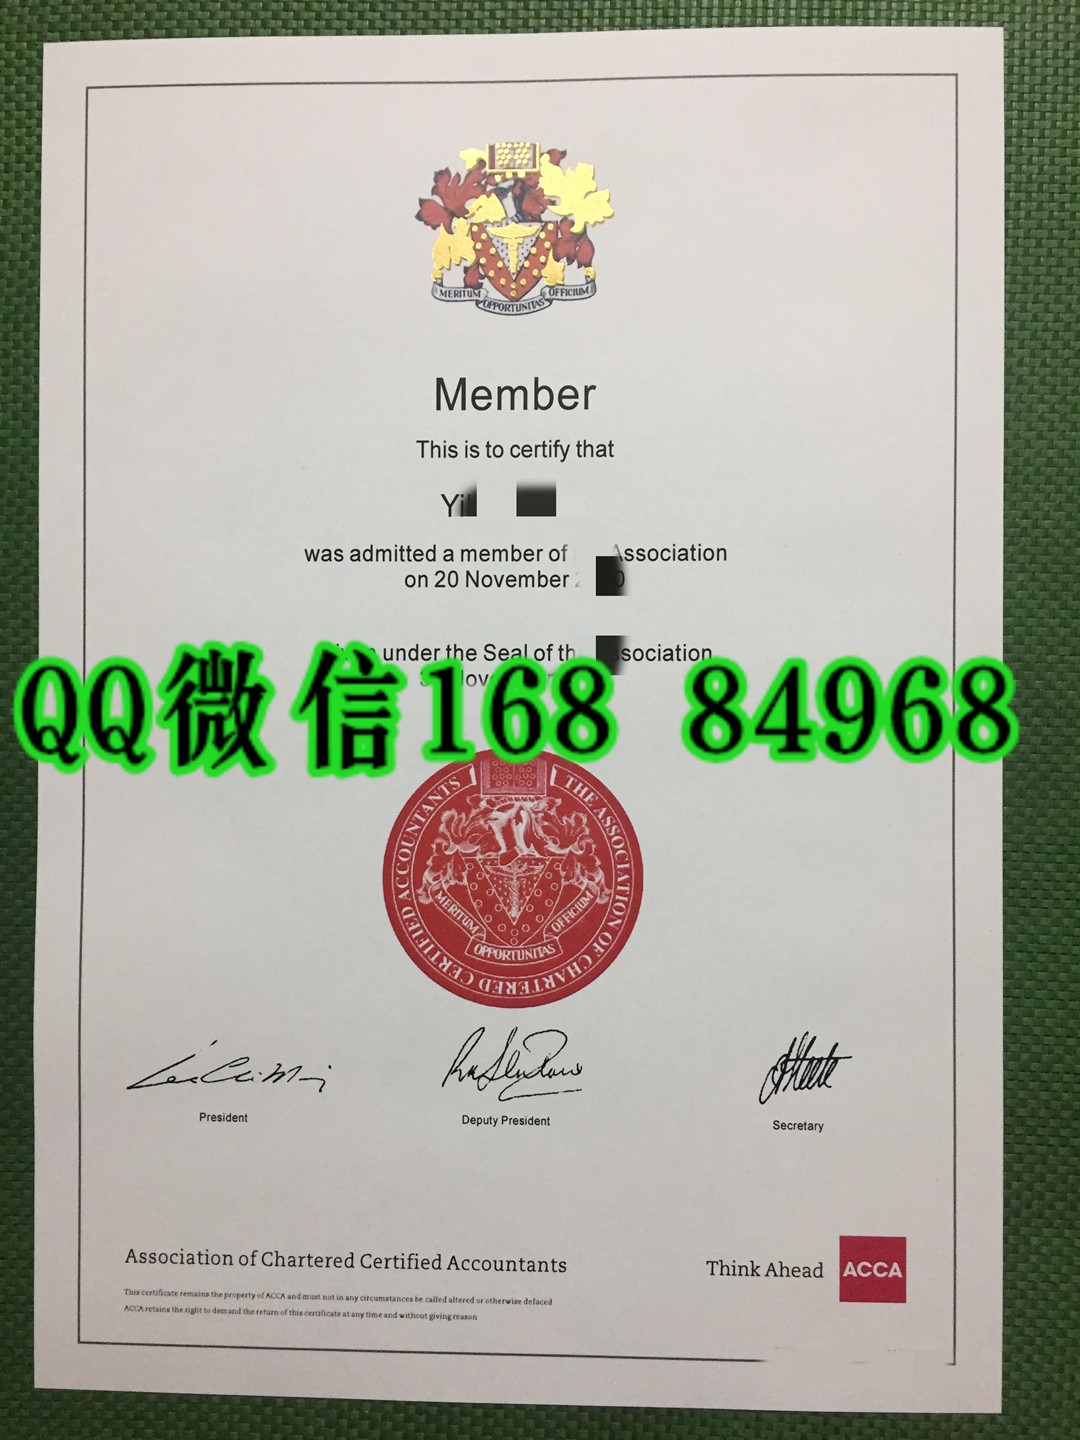 MERITUM OPPORTUNITAS OFFICIUM
Member
This is to certify that
was admitted a member of Association
on 20 November
under the Seal of Association
QQ微信168 84968
THE ASSOCIATION OF CHARTERED CERTIFIED ACCOUNTANTS
MERITUM OPPORTUNITAS OFFICIUM
President
Deputy President
Secretary
Association of Chartered Certified Accountants
Think Ahead ACCA
This certificate remains the property of ACCA and must not in any circumstances be called altered or otherwise defaced
ACCA retains the right to demand the return of this certificate at any time and without giving reason